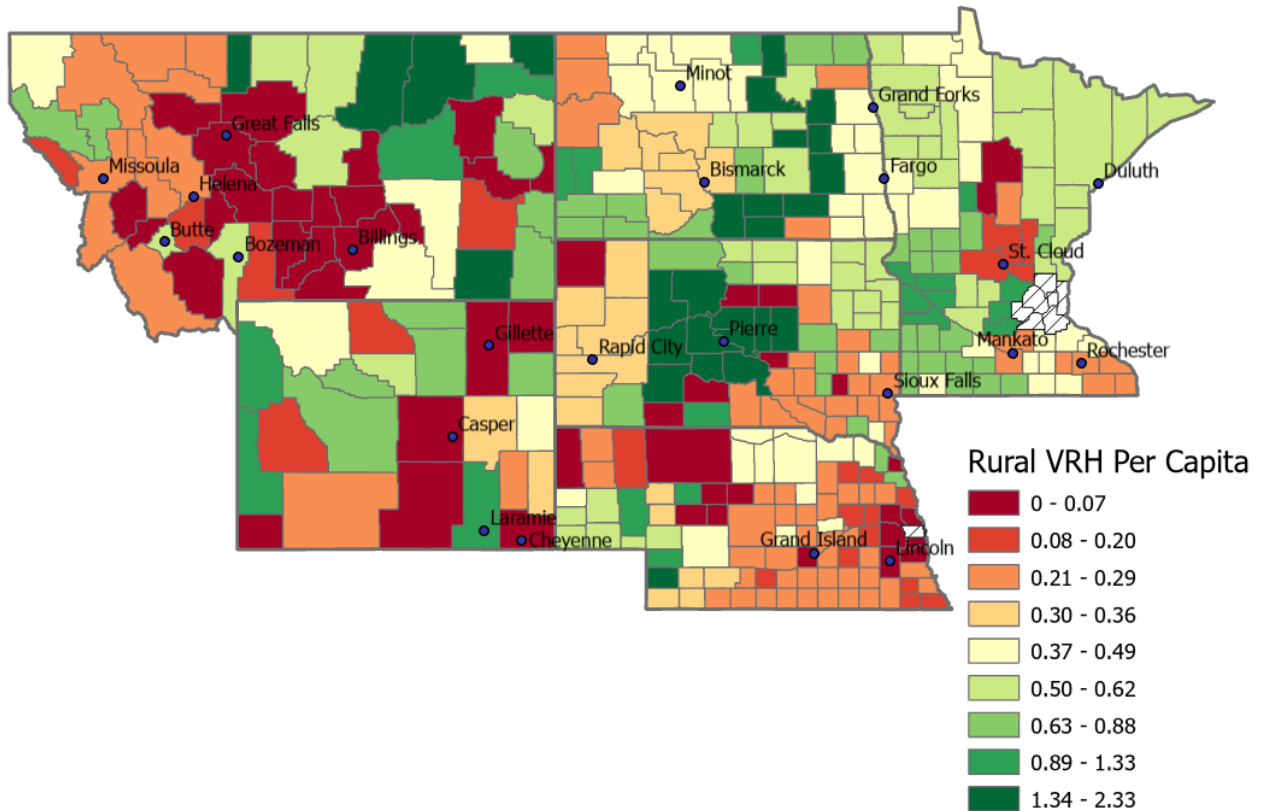 Minot
Grand Forks
Great Falls
Missoula
Helena
Bismarck
Fargo
Duluth
Butte
Bozeman
Billings
St. Cloud
Gillette
Pierre
Rapid City
Mankato
Rochester
Sioux Falls
Casper
Laramie
Cheyenne
Grand Island
Lincoln
Rural VRH Per Capita
0 - 0.07
0.08 - 0.20
0.21 - 0.29
0.30 - 0.36
0.37 - 0.49
0.50 - 0.62
0.63 - 0.88
0.89 - 1.33
1.34 - 2.33